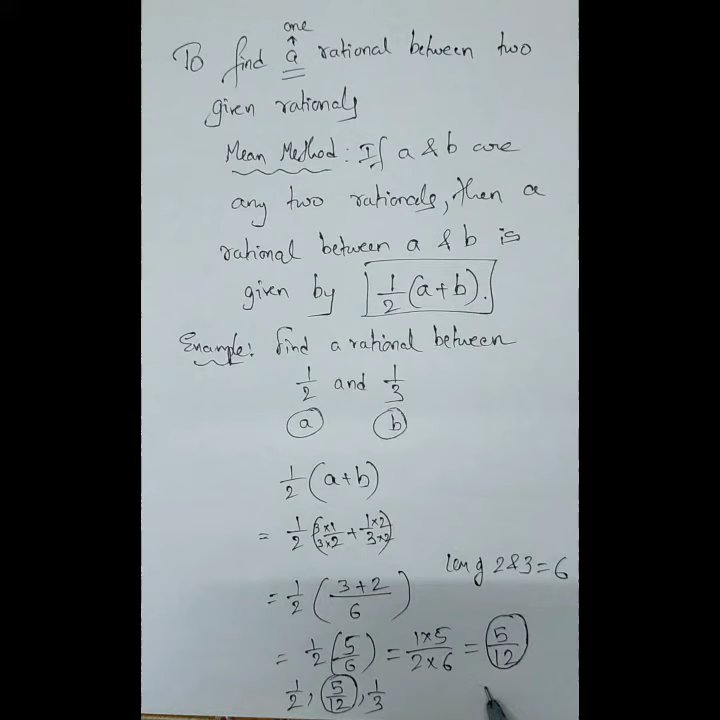 one
To find a rational between two
given rationals
Mean Method: If a & b are
any two rationals, then a
rational between a & b is
given by 1/2 (a+b).
Example: Find a rational between
1/2 and 1/3
a b
1/2 (a+b)
= 1/2 (3×1/3×2 + 1×2/3×2)
= 1/2 (3+2/6) LCM of 2&3=6
= 1/2 (5/6) = 1×5/2×6 = 5/12
1/2, 5/12, 1/3